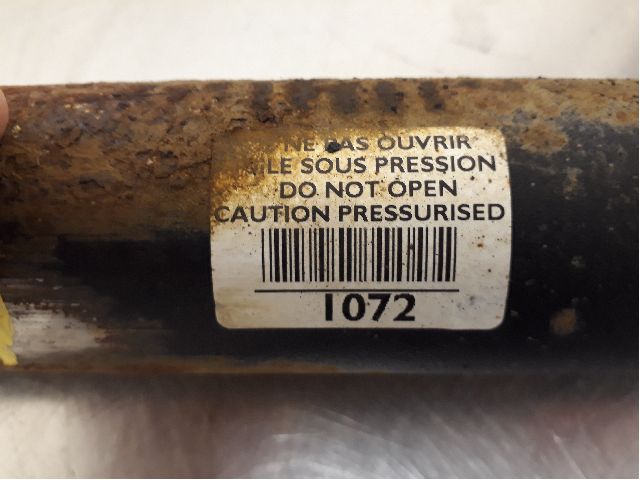 NE PAS OUVRIR
SOUS PRESSION
DO NOT OPEN
CAUTION PRESSURISED
1072